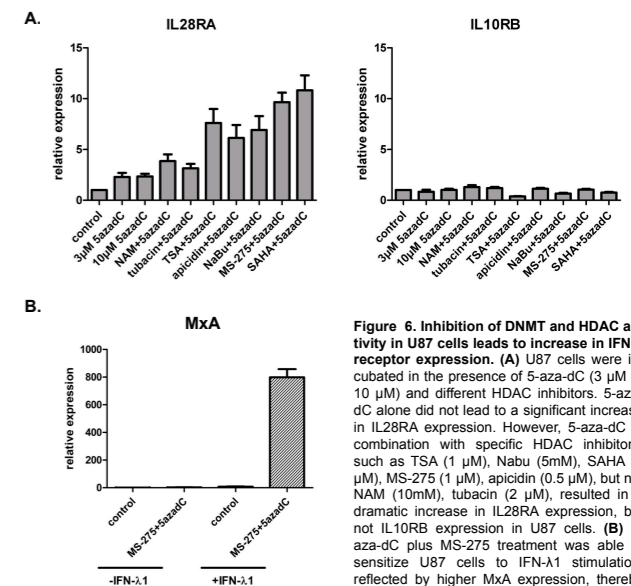 A.
IL28RA
IL10RB
relative expression
15
10
5
0
control
3μM 5azadC
10μM 5azadC
NAM+5azadC
tubacin+5azadC
TSA+5azadC
apicidin+5azadC
NaBu+5azadC
MS-275+5azadC
SAHA+5azadC
relative expression
15
10
5
0
control
3μM 5azadC
10μM 5azadC
NAM+5azadC
tubacin+5azadC
TSA+5azadC
apicidin+5azadC
NaBu+5azadC
MS-275+5azadC
SAHA+5azadC
B.
MxA
relative expression
1000
800
600
400
200
0
control
MS-275+5azadC
control
MS-275+5azadC
-IFN-λ1
+IFN-λ1
Figure 6. Inhibition of DNMT and HDAC a
tivity in U87 cells leads to increase in IFN
receptor expression. (A) U87 cells were i
cubated in the presence of 5-aza-dC (3 μM
10 μM) and different HDAC inhibitors. 5-az
dC alone did not lead to a significant increas
in IL28RA expression. However, 5-aza-dC
combination with specific HDAC inhibitor
such as TSA (1 μM), Nabu (5mM), SAHA
μM), MS-275 (1 μM), apicidin (0.5 μM), but n
NAM (10mM), tubacin (2 μM), resulted in
dramatic increase in IL28RA expression, b
not IL10RB expression in U87 cells. (B)
aza-dC plus MS-275 treatment was able
sensitize U87 cells to IFN-λ1 stimulatio
reflected by higher MxA expression, thereb